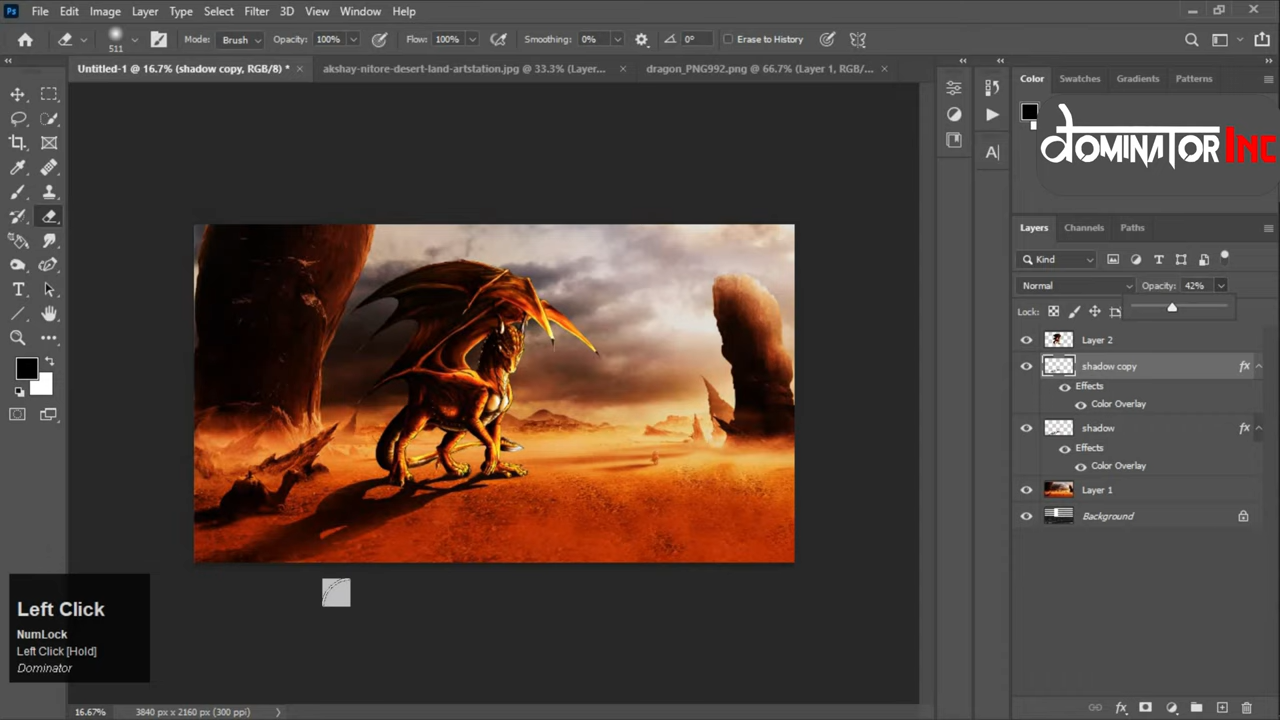 Ps File Edit Image Layer Type Select Filter 3D View Window Help
511 Mode: Brush Opacity: 100% Flow: 100% Smoothing: 0% 0° Erase to History
Untitled-1 @ 16.7% (shadow copy, RGB/8) * × akshay-nitore-desert-land-artstation.jpg @ 33.3% (Layer... × dragon_PNG992.png @ 66.7% (Layer 1, RGB/... ×
Color Swatches Gradients Patterns
DOMINATOR Inc
Layers Channels Paths
Kind
Normal Opacity: 42%
Lock:
Layer 2
shadow copy fx
Effects
Color Overlay
shadow fx
Effects
Color Overlay
Layer 1
Background
Left Click
NumLock
Left Click [Hold]
Dominator
16.67% 3840 px x 2160 px (300 ppi)